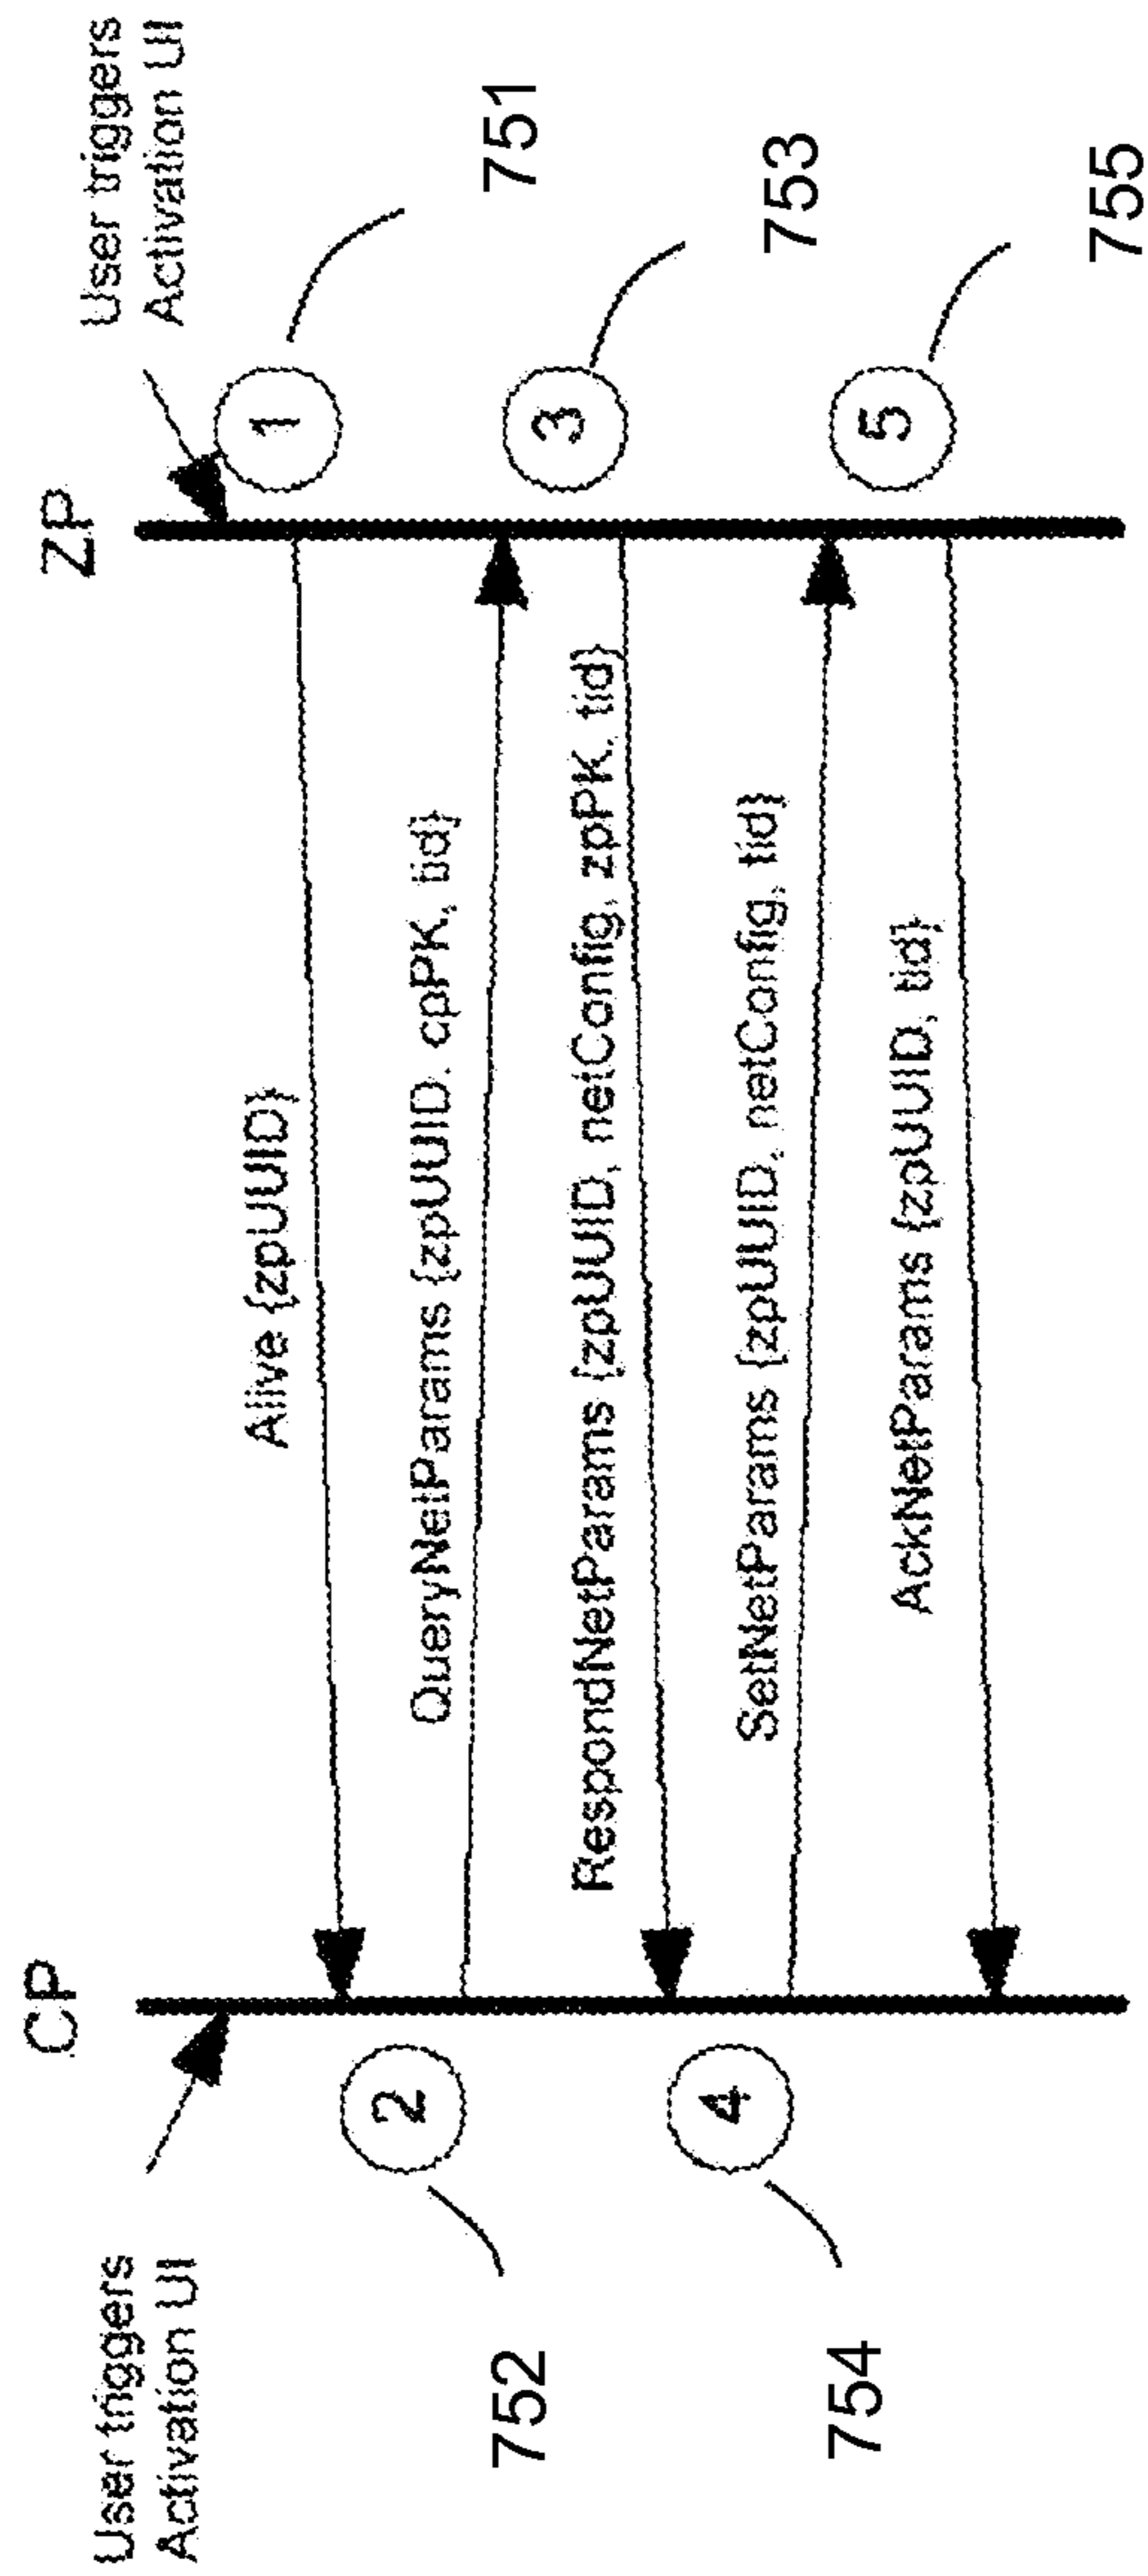 User triggers
Activation UI
CP
ZP
User triggers
Activation UI
1
751
Alive {zpUUID}
2
752
QueryNetParams {zpUUID, cpPK, tid}
3
753
RespondNetParams {zpUUID, netConfig, zpPK, tid}
4
754
SetNetParams {zpUUID, netConfig, tid}
5
755
AckNetParams {zpUUID, tid}